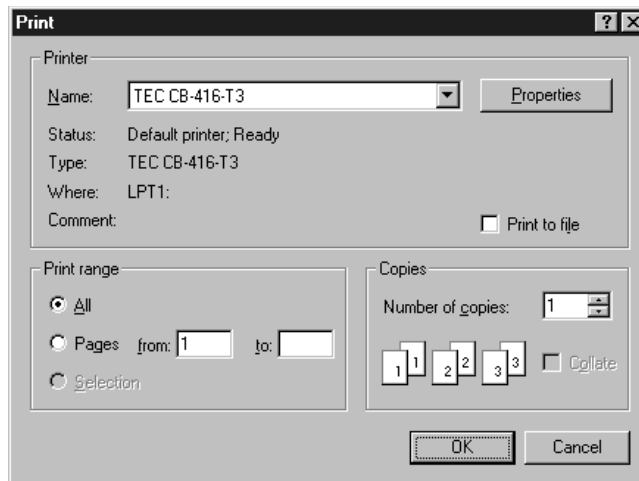 Print
Printer
Name: TEC CB-416-T3 Properties
Status: Default printer; Ready
Type: TEC CB-416-T3
Where: LPT1:
Comment: Print to file
Print range
All
Pages from: 1 to:
Selection
Copies
Number of copies: 1
1 1 2 2 3 3 Collate
OK Cancel